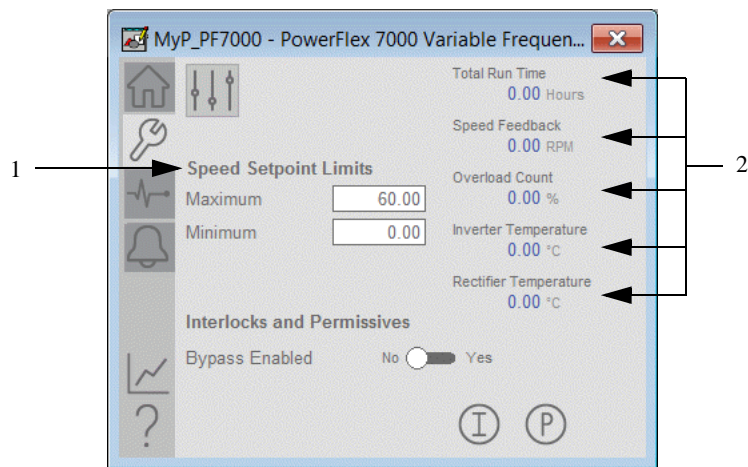 MyP_PF7000 - PowerFlex 7000 Variable Frequen...
Total Run Time
0.00 Hours
Speed Feedback
0.00 RPM
1
Speed Setpoint Limits
Overload Count
2
0.00 %
Maximum 60.00
Minimum 0.00
Inverter Temperature
0.00 °C
Rectifier Temperature
0.00 °C
Interlocks and Permissives
Bypass Enabled No Yes
?
I P